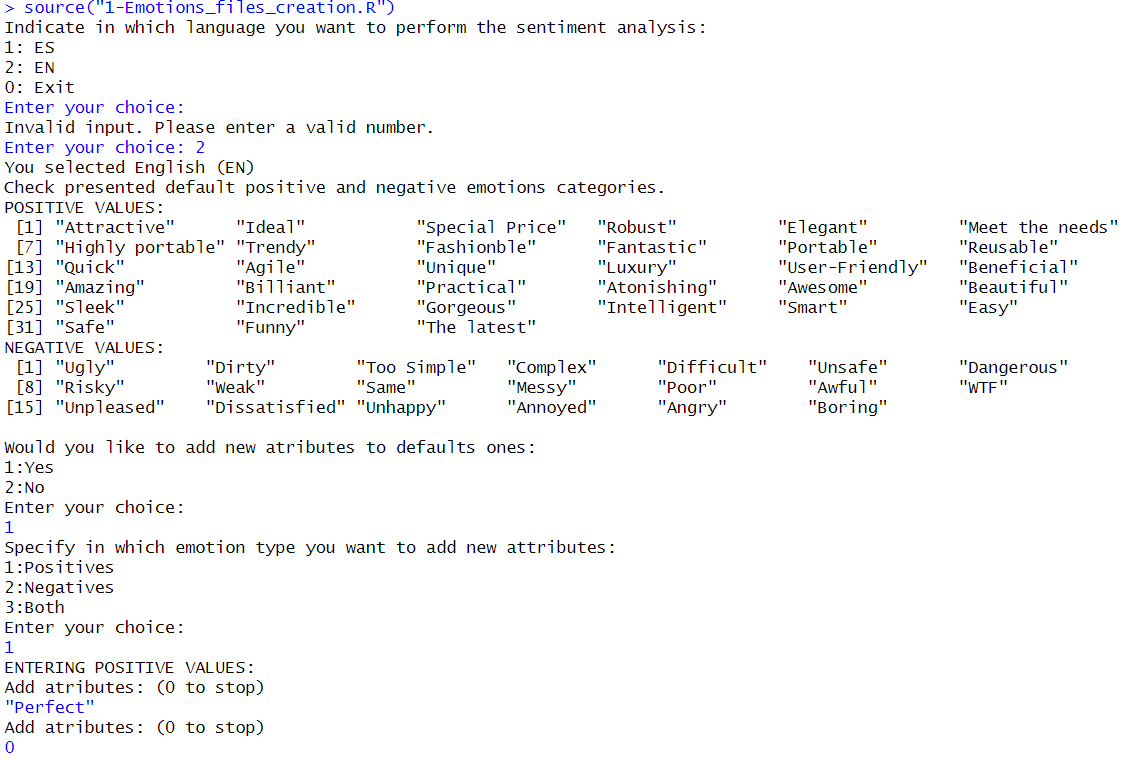 > source("1-Emotions_files_creation.R")
Indicate in which language you want to perform the sentiment analysis:
1: ES
2: EN
0: Exit
Enter your choice:
Invalid input. Please enter a valid number.
Enter your choice: 2
You selected English (EN)
Check presented default positive and negative emotions categories.
POSITIVE VALUES:
 [1] "Attractive"      "Ideal"           "Special Price"   "Robust"          "Elegant"         "Meet the needs"
 [7] "Highly portable" "Trendy"          "Fashionble"      "Fantastic"       "Portable"        "Reusable"
[13] "Quick"           "Agile"           "Unique"          "Luxury"          "User-Friendly"   "Beneficial"
[19] "Amazing"         "Brilliant"       "Practical"       "Atonishing"      "Awesome"         "Beautiful"
[25] "Sleek"           "Incredible"      "Gorgeous"        "Intelligent"     "Smart"           "Easy"
[31] "Safe"            "Funny"           "The latest"
NEGATIVE VALUES:
 [1] "Ugly"         "Dirty"        "Too Simple"   "Complex"      "Difficult"    "Unsafe"       "Dangerous"
 [8] "Risky"        "Weak"         "Same"         "Messy"        "Poor"         "Awful"        "WTF"
[15] "Unpleased"    "Dissatisfied" "Unhappy"      "Annoyed"      "Angry"        "Boring"
Would you like to add new atributes to defaults ones:
1:Yes
2:No
Enter your choice:
1
Specify in which emotion type you want to add new attributes:
1:Positives
2:Negatives
3:Both
Enter your choice:
1
ENTERING POSITIVE VALUES:
Add atributes: (0 to stop)
"Perfect"
Add atributes: (0 to stop)
0